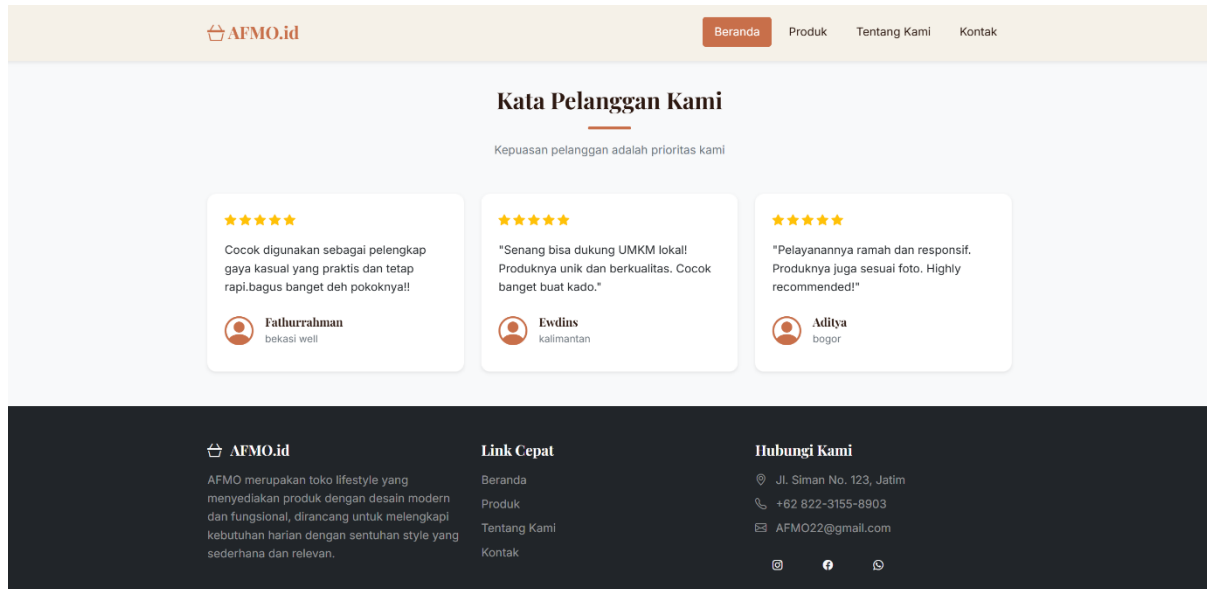 AFMO.id
Beranda
Produk
Tentang Kami
Kontak
Kata Pelanggan Kami
Kepuasan pelanggan adalah prioritas kami
Cocok digunakan sebagai pelengkap
gaya kasual yang praktis dan tetap
rapi.bagus banget deh pokoknya!!
Fathurrahman
bekasi well
"Senang bisa dukung UMKM lokal!
Produknya unik dan berkualitas. Cocok
banget buat kado."
Ewdins
kalimantan
"Pelayanannya ramah dan responsif.
Produknya juga sesuai foto. Highly
recommended!"
Aditya
bogor
AFMO.id
AFMO merupakan toko lifestyle yang
menyediakan produk dengan desain modern
dan fungsional, dirancang untuk melengkapi
kebutuhan harian dengan sentuhan style yang
sederhana dan relevan.
Link Cepat
Beranda
Produk
Tentang Kami
Kontak
Hubungi Kami
Jl. Siman No. 123, Jatim
+62 822-3155-8903
AFMO22@gmail.com